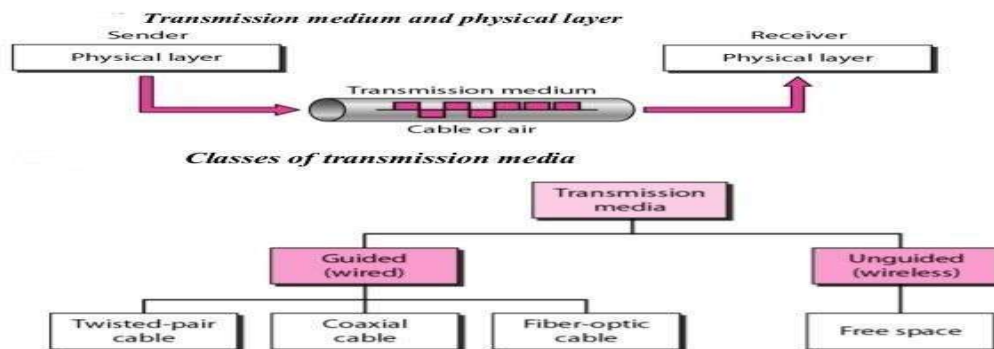 Transmission medium and physical layer
Sender
Receiver
Physical layer
Physical layer
Transmission medium
Cable or air
Classes of transmission media
Transmission
media
Guided
(wired)
Unguided
(wireless)
Twisted-pair
cable
Coaxial
cable
Fiber-optic
cable
Free space